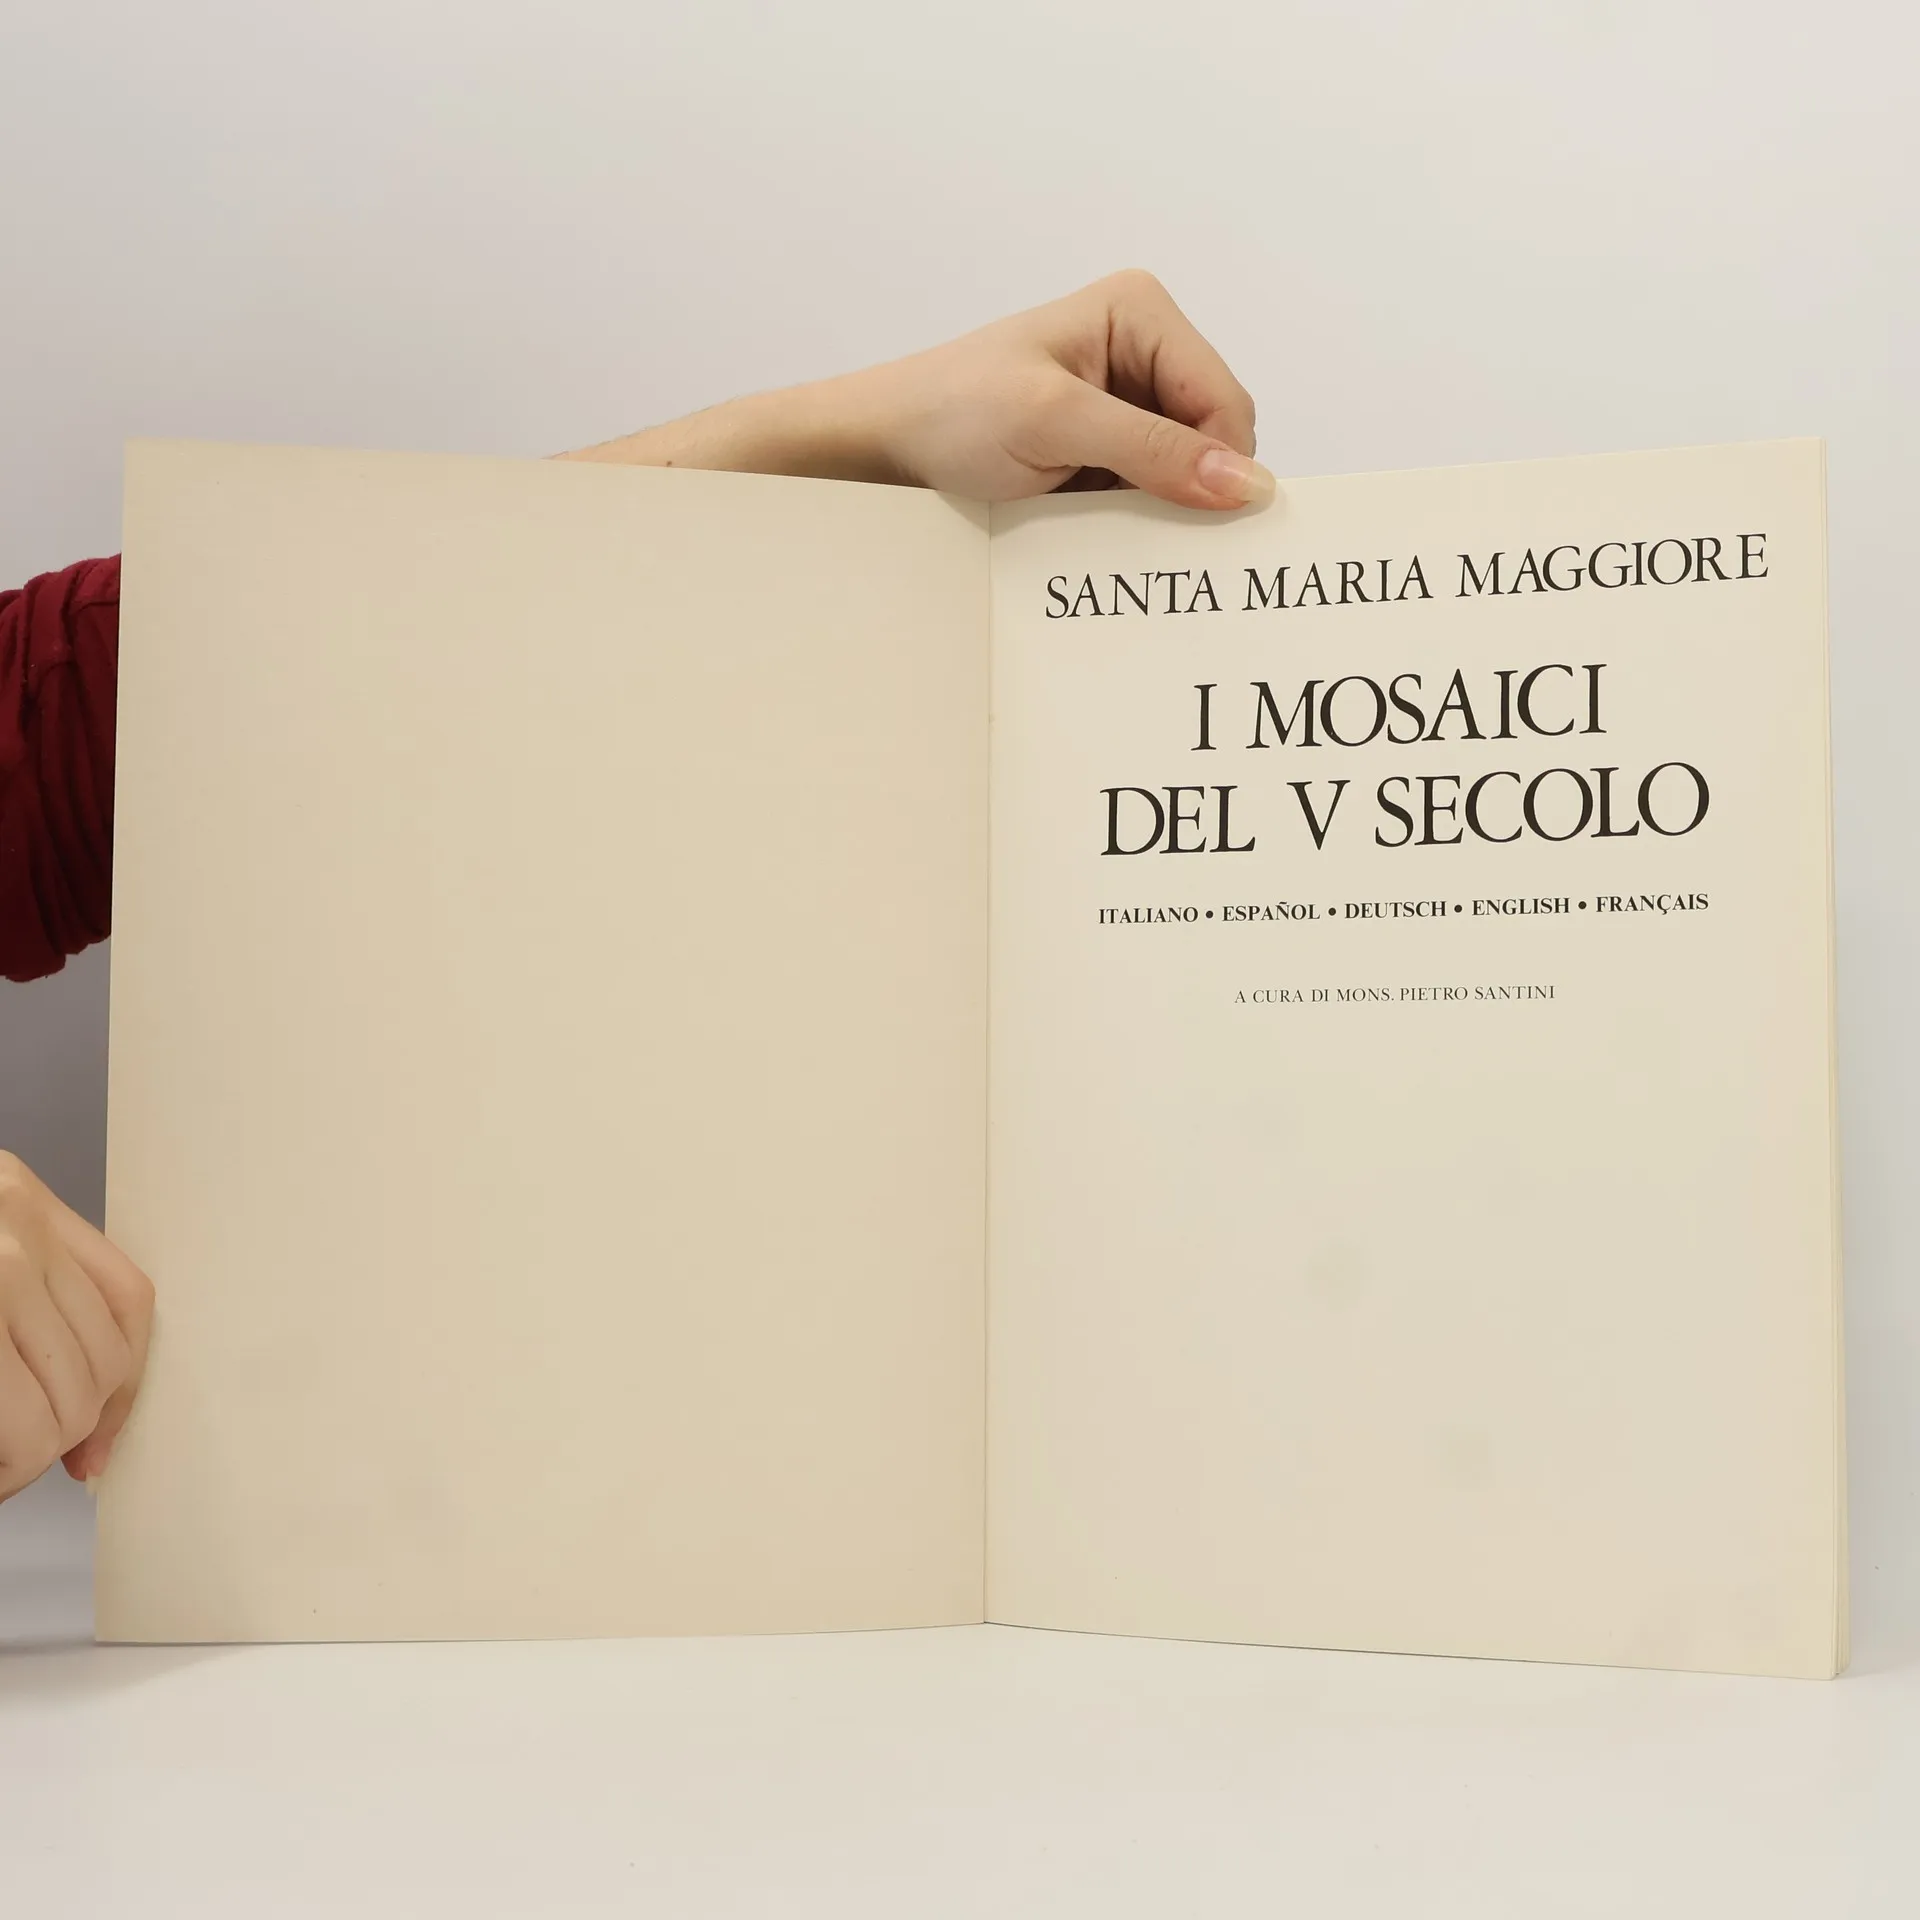 SANTA MARIA MAGGIORE
I MOSAICI
DEL V SECOLO
ITALIANO • ESPAÑOL • DEUTSCH • ENGLISH • FRANÇAIS
A CURA DI MONS. PIETRO SANTINI